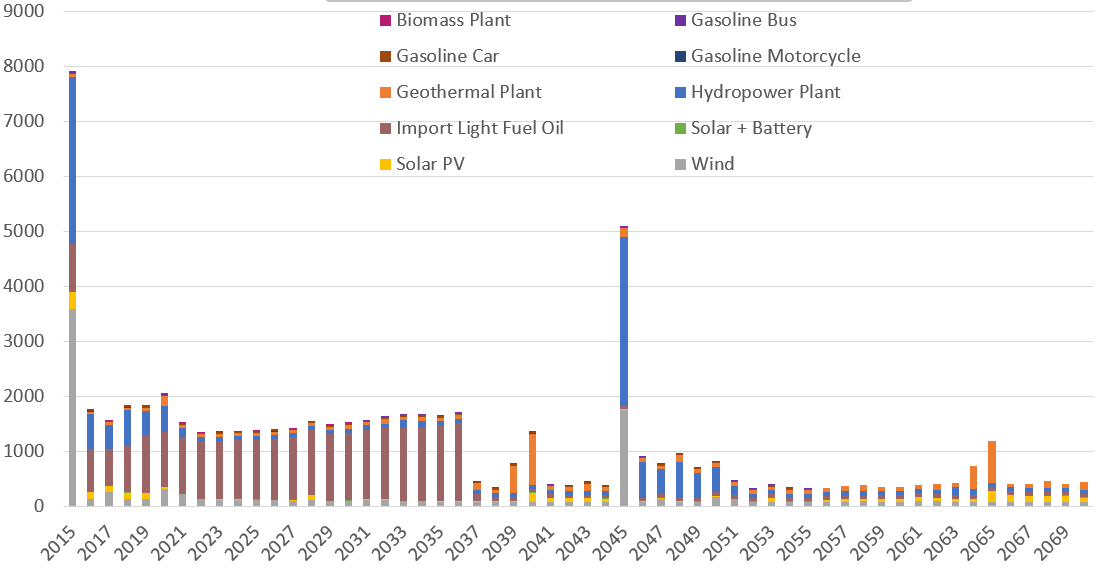 9000
8000
7000
6000
5000
4000
3000
2000
1000
0
Biomass Plant Gasoline Bus
Gasoline Car Gasoline Motorcycle
Geothermal Plant Hydropower Plant
Import Light Fuel Oil Solar + Battery
Solar PV Wind
2015 2017 2019 2021 2023 2025 2027 2029 2031 2033 2035 2037 2039 2041 2043 2045 2047 2049 2051 2053 2055 2057 2059 2061 2063 2065 2067 2069